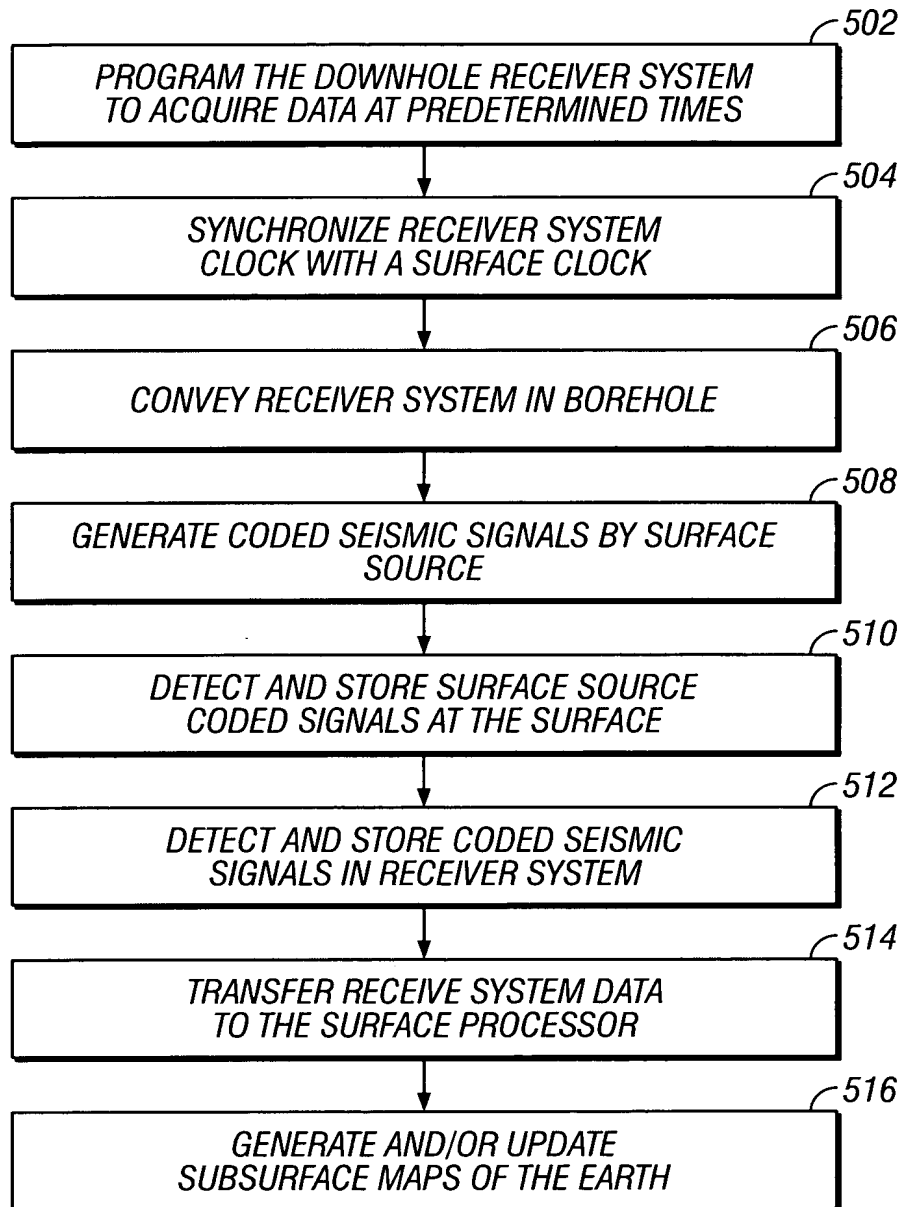 502
PROGRAM THE DOWNHOLE RECEIVER SYSTEM
TO ACQUIRE DATA AT PREDETERMINED TIMES
504
SYNCHRONIZE RECEIVER SYSTEM
CLOCK WITH A SURFACE CLOCK
506
CONVEY RECEIVER SYSTEM IN BOREHOLE
508
GENERATE CODED SEISMIC SIGNALS BY SURFACE
SOURCE
510
DETECT AND STORE SURFACE SOURCE
CODED SIGNALS AT THE SURFACE
512
DETECT AND STORE CODED SEISMIC
SIGNALS IN RECEIVER SYSTEM
514
TRANSFER RECEIVE SYSTEM DATA
TO THE SURFACE PROCESSOR
516
GENERATE AND/OR UPDATE
SUBSURFACE MAPS OF THE EARTH